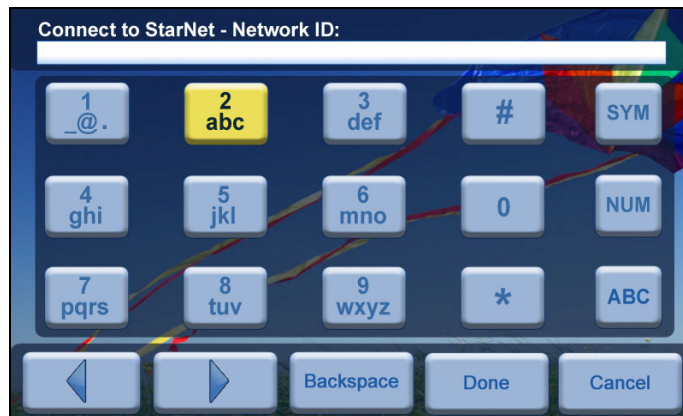 Connect to StarNet - Network ID:
1 2 3 # SYM
_@. abc def
4 5 6 0 NUM
ghi jkl mno
7 8 9 * ABC
pqrs tuv wxyz
Backspace Done Cancel